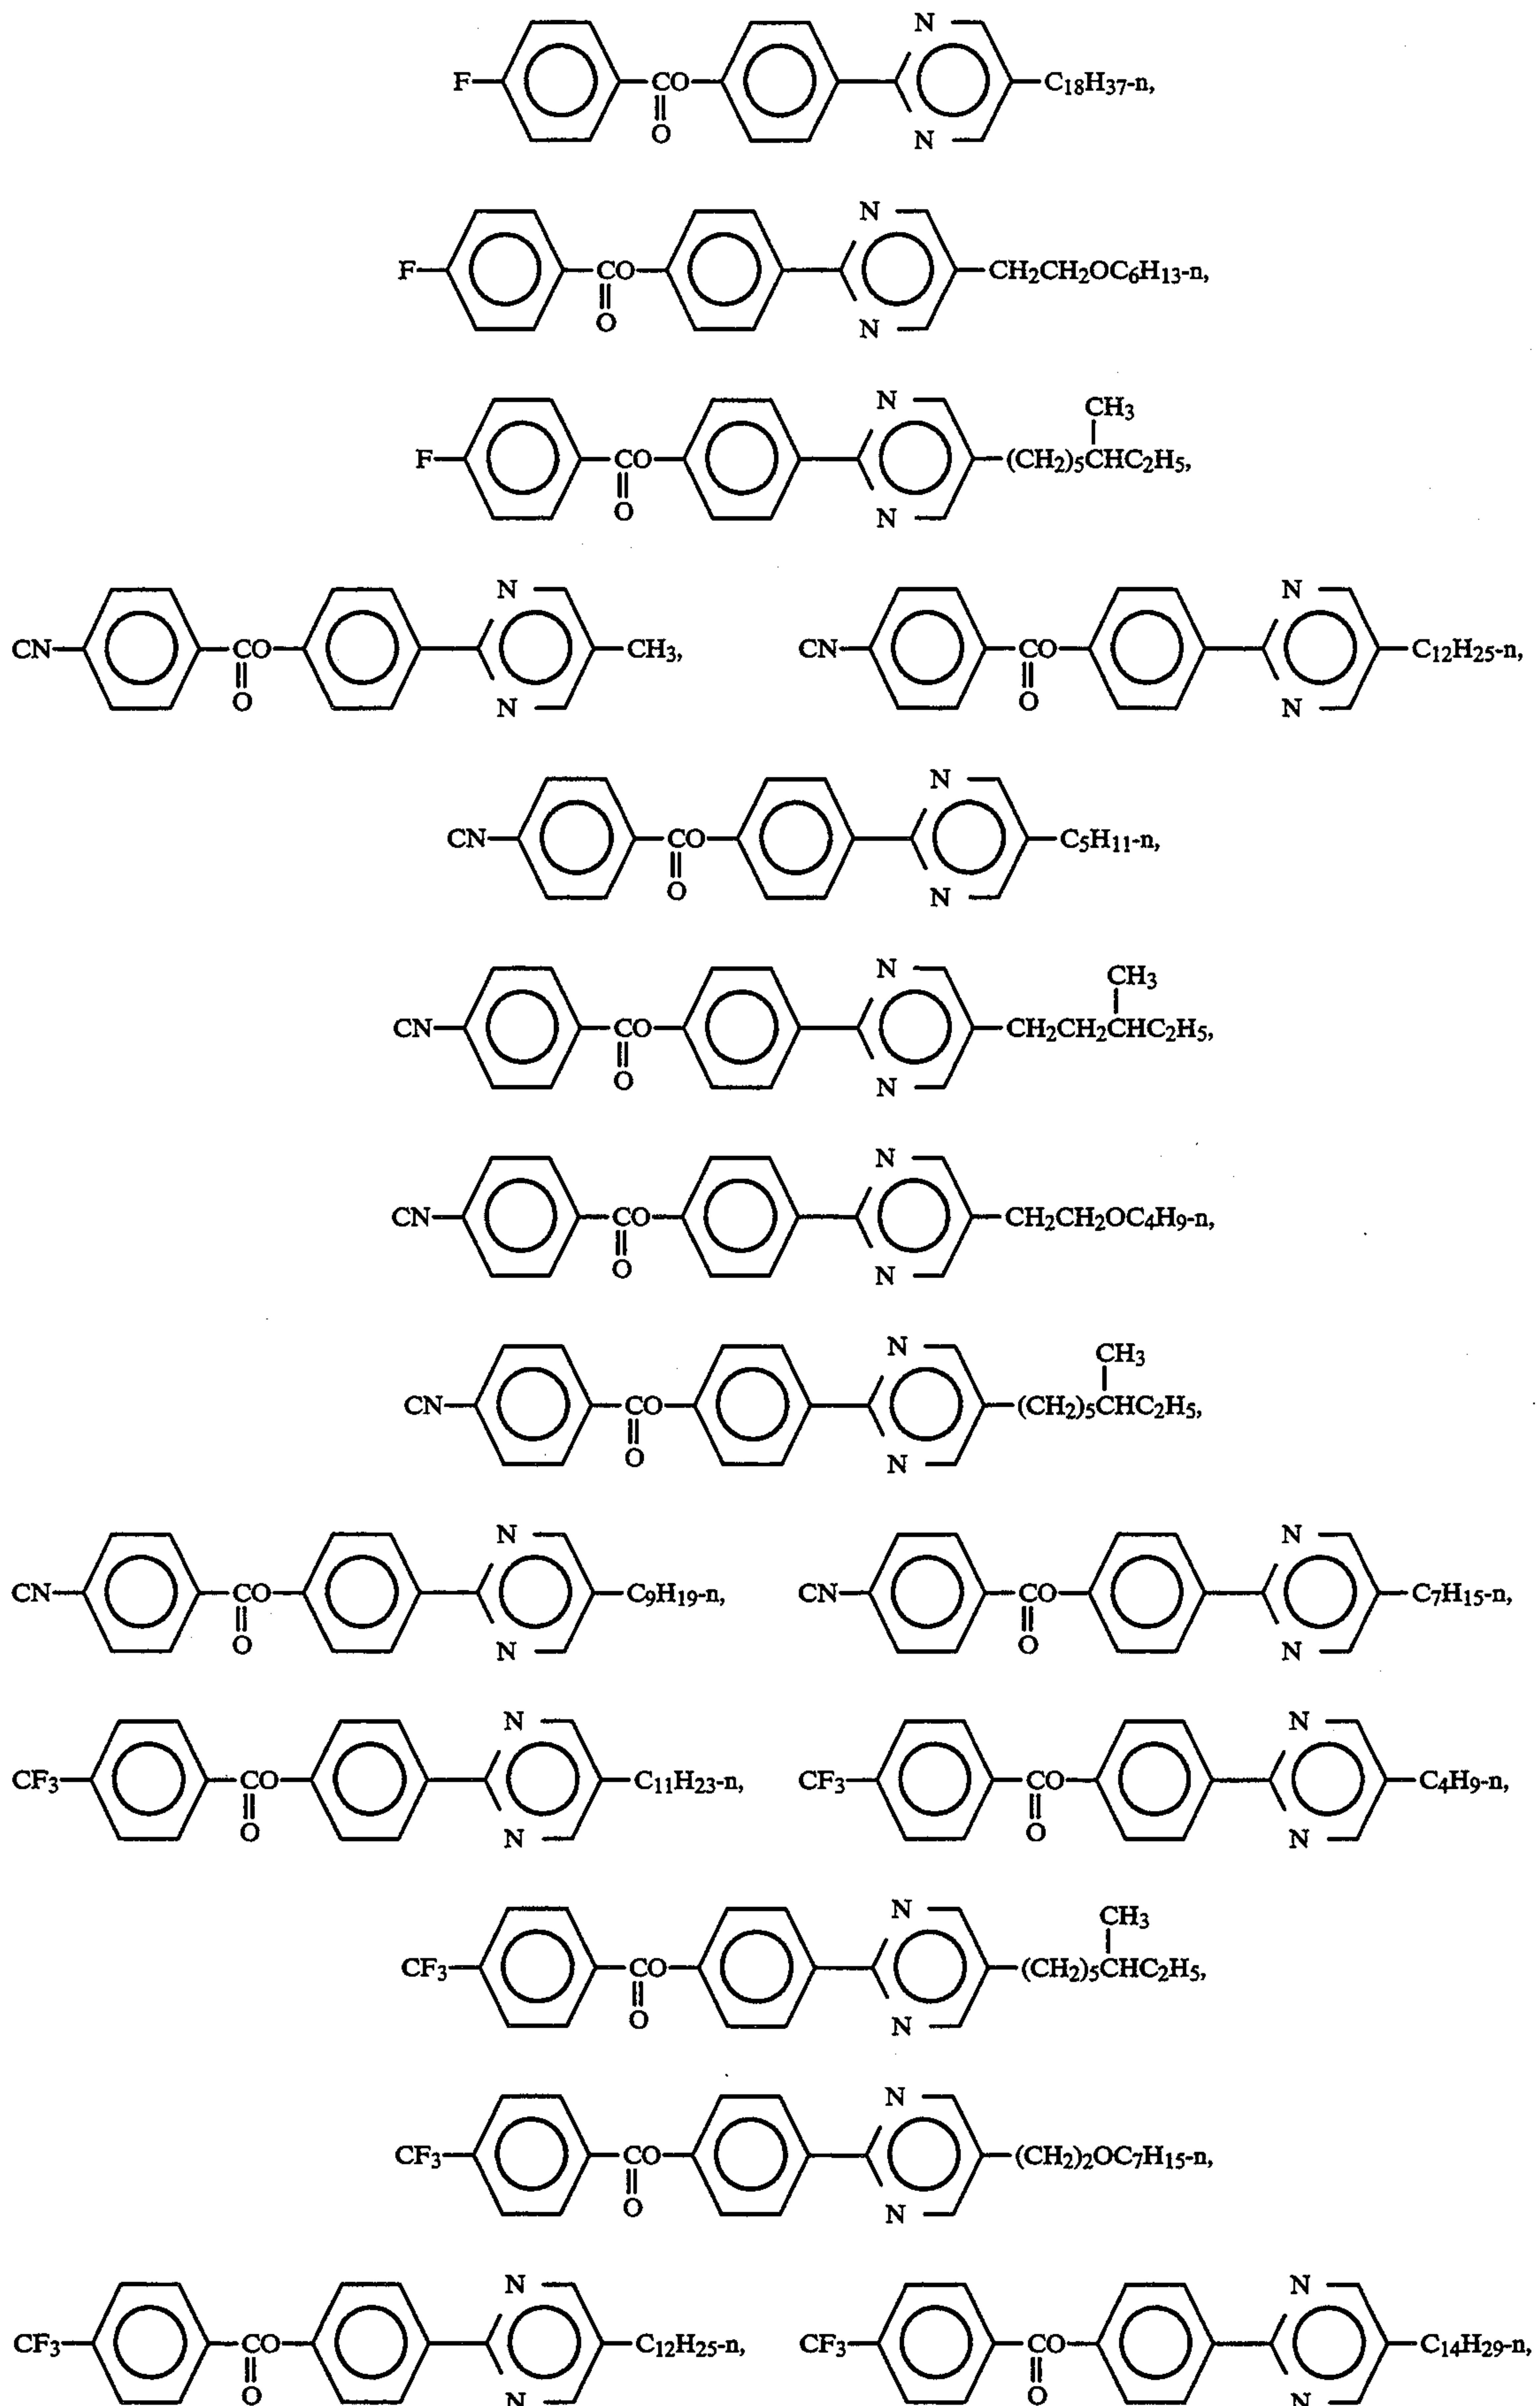 F CO O N N C18H37-n,
F CO O N N CH2CH2OC6H13-n,
F CO O N N CH3 (CH2)5CHC2H5,
CN CO O N N CH3,
CN CO O N N C12H25-n,
CN CO O N N C5H11-n,
CN CO O N N CH3 CH2CH2CHC2H5,
CN CO O N N CH2CH2OC4H9-n,
CN CO O N N CH3 (CH2)5CHC2H5,
CN CO O N N C9H19-n,
CN CO O N N C7H15-n,
CF3 CO O N N C11H23-n,
CF3 CO O N N C4H9-n,
CF3 CO O N N CH3 (CH2)5CHC2H5,
CF3 CO O N N (CH2)2OC7H15-n,
CF3 CO O N N C12H25-n,
CF3 CO O N N C14H29-n,